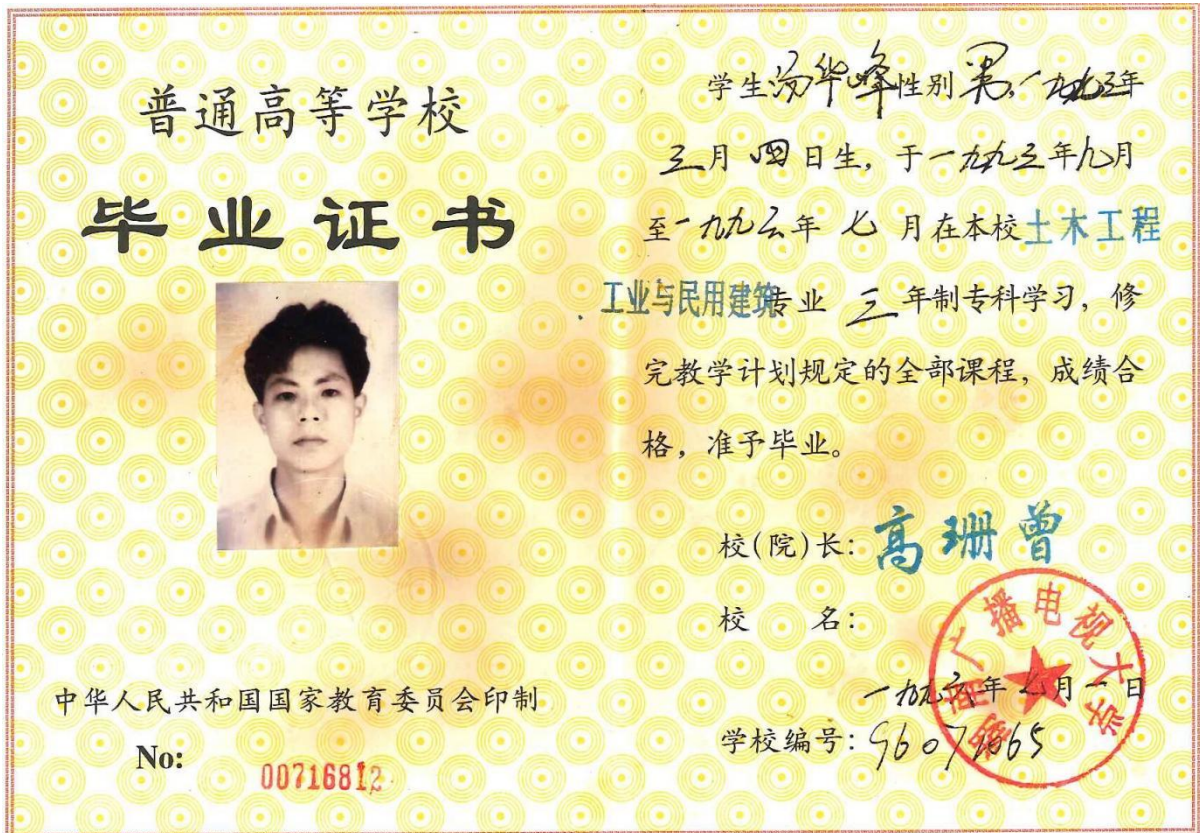 普通高等学校
毕业证书
中华人民共和国国家教育委员会印制
No: 00716812
学生汤华峰性别男,一九七三年
三月四日生,于一九九三年九月
至一九九六年七月在本校土木工程
工业与民用建筑专业三年制专科学习,修
完教学计划规定的全部课程,成绩合
格,准予毕业。
校(院)长:高珊曾
校名:
一九九六年七月一日
学校编号:96071065
广播电视大学